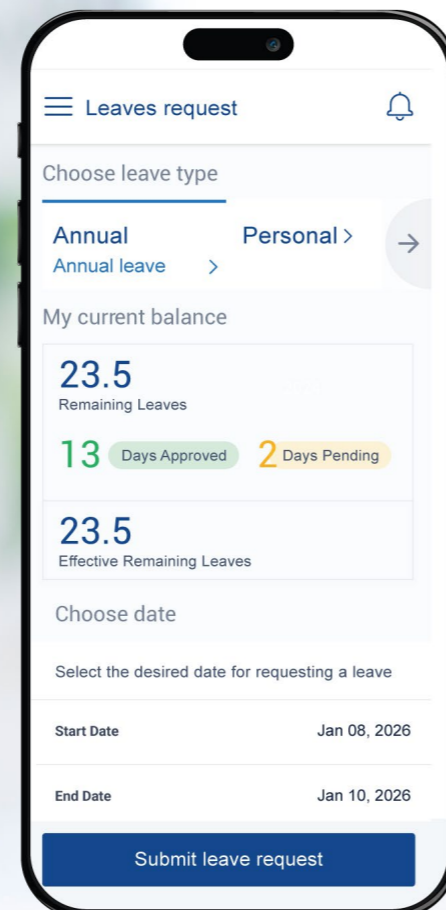 Leaves request
Choose leave type
Annual
Annual leave >
Personal >
My current balance
23.5
Remaining Leaves
13 Days Approved 2 Days Pending
23.5
Effective Remaining Leaves
Choose date
Select the desired date for requesting a leave
Start Date Jan 08, 2026
End Date Jan 10, 2026
Submit leave request